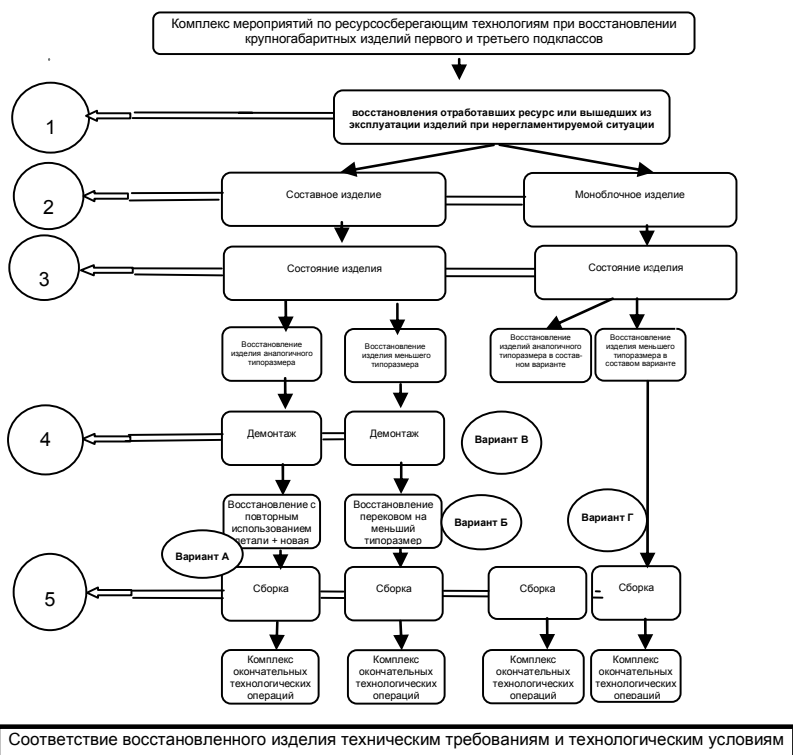 Комплекс мероприятий по ресурсосберегающим технологиям при восстановлении
крупногабаритных изделий первого и третьего подклассов
1
восстановления отработавших ресурс или вышедших из
эксплуатации изделий при нерегламентируемой ситуации
2
Составное изделие
Моноблочное изделие
3
Состояние изделия
Состояние изделия
Восстановление
изделия аналогичного
типоразмера
Восстановление
изделия меньшего
типоразмера
Восстановление
изделий аналогичного
типоразмера в состав-
ном варианте
Восстановление
изделия меньшего
типоразмера в
составом варианте
4
Демонтаж
Демонтаж
Вариант В
Восстановление с
повторным
использованием
детали + новая
Восстановление
перековом на
меньший
типоразмер
Вариант Б
Вариант Г
Вариант А
5
Сборка
Сборка
Сборка
Сборка
Комплекс
окончательных
технологических
операций
Комплекс
окончательных
технологических
операций
Комплекс
окончательных
технологических
операций
Комплекс
окончательных
технологических
операций
Соответствие восстановленного изделия техническим требованиям и технологическим условиям